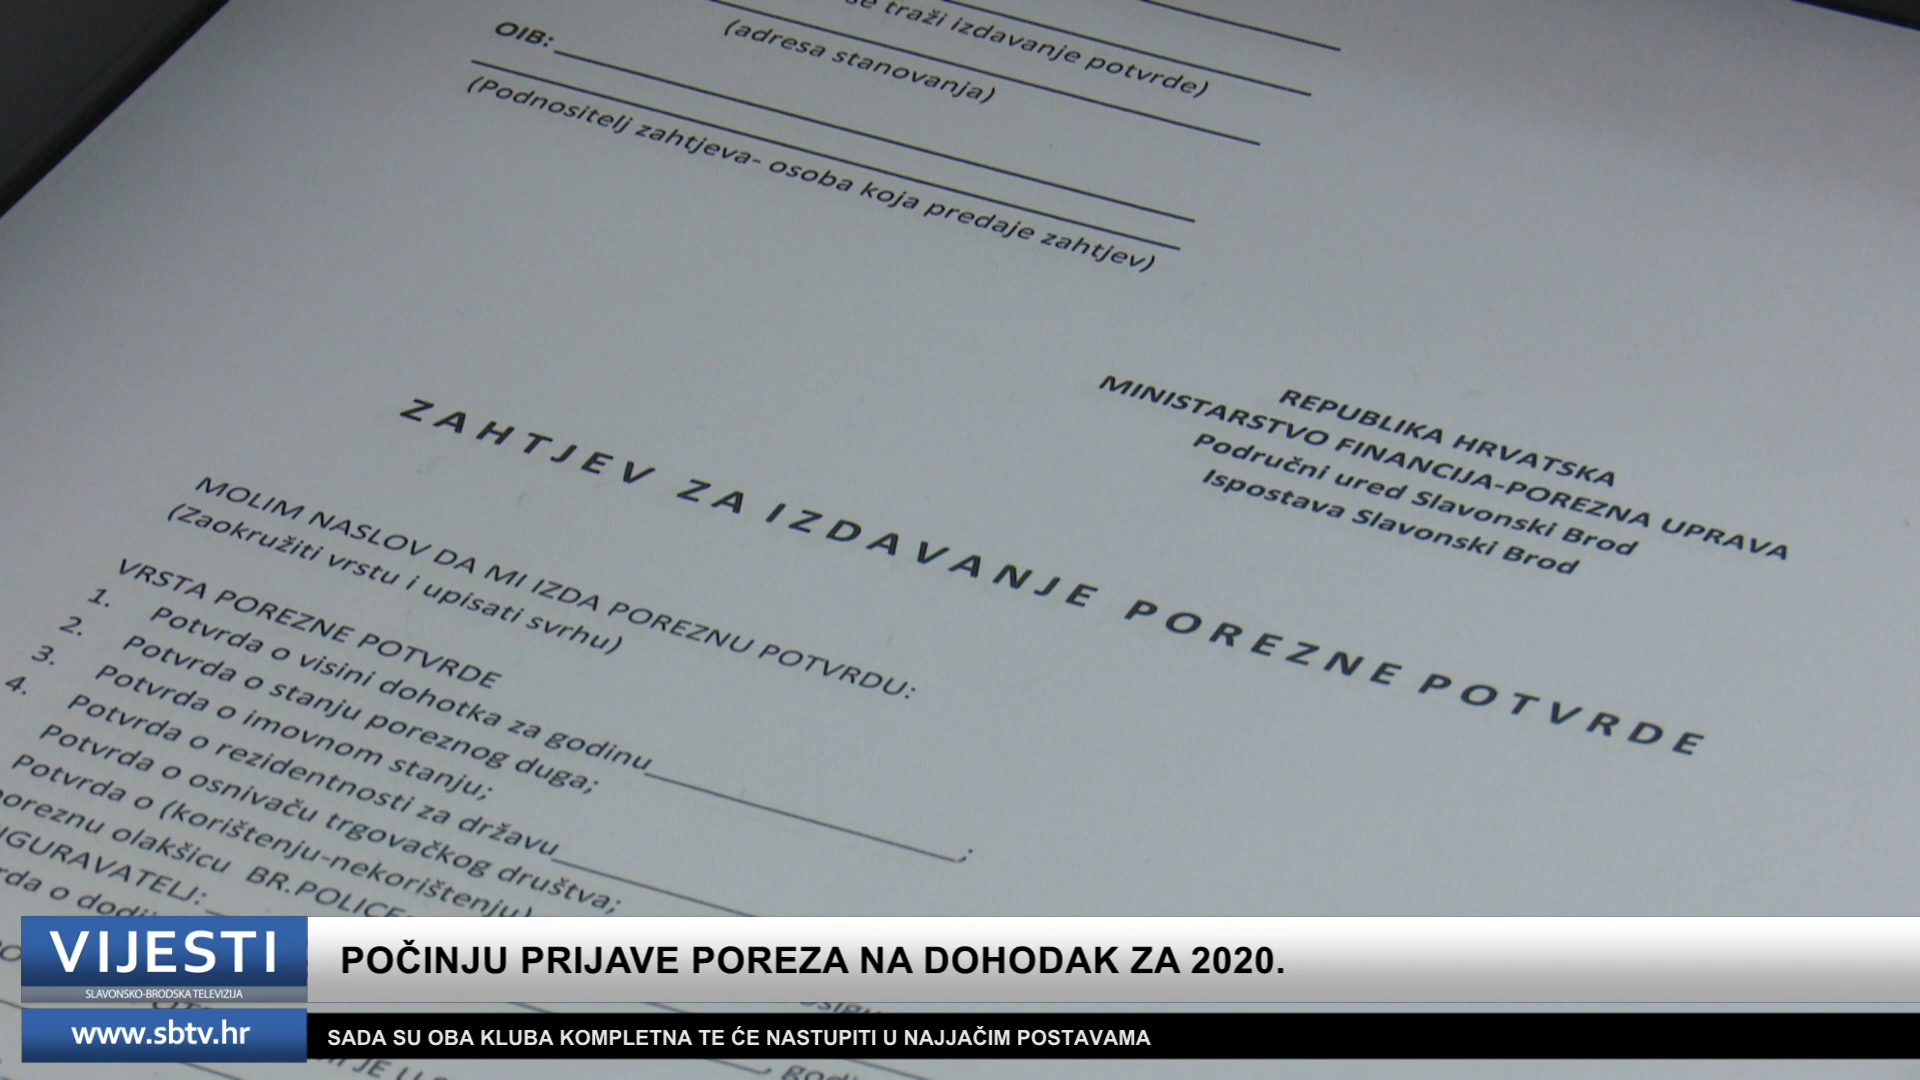 se traži izdavanje potvrde)
(adresa stanovanja)
OIB:
(Podnositelj zahtjeva- osoba koja predaje zahtjev)
REPUBLIKA HRVATSKA
MINISTARSTVO FINANCIJA-POREZNA UPRAVA
Područni ured Slavonski Brod
Ispostava Slavonski Brod
ZAHTJEV ZA IZDAVANJE POREZNE POTVRDE
MOLIM NASLOV DA MI IZDA POREZNU POTVRDU:
(Zaokružiti vrstu i upisati svrhu)
VRSTA POREZNE POTVRDE
1. Potvrda o visini dohotka za godinu ;
2. Potvrda o stanju poreznog duga;
3. Potvrda o imovnom stanju;
4. Potvrda o rezidentnosti za državu
Potvrda o osnivaču trgovačkog društva;
Potvrda o (korištenju-nekorištenju)
poreznu olakšicu BR.POLICE:
VIJESTI
SLAVONSKO-BRODSKA TELEVIZIJA
POČINJU PRIJAVE POREZA NA DOHODAK ZA 2020.
www.sbtv.hr
SADA SU OBA KLUBA KOMPLETNA TE ĆE NASTUPITI U NAJJAČIM POSTAVAMA